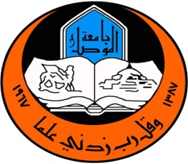 جامعة
الموصل
١٩٦٧
وقل رب زدني علما
١٣٨٧